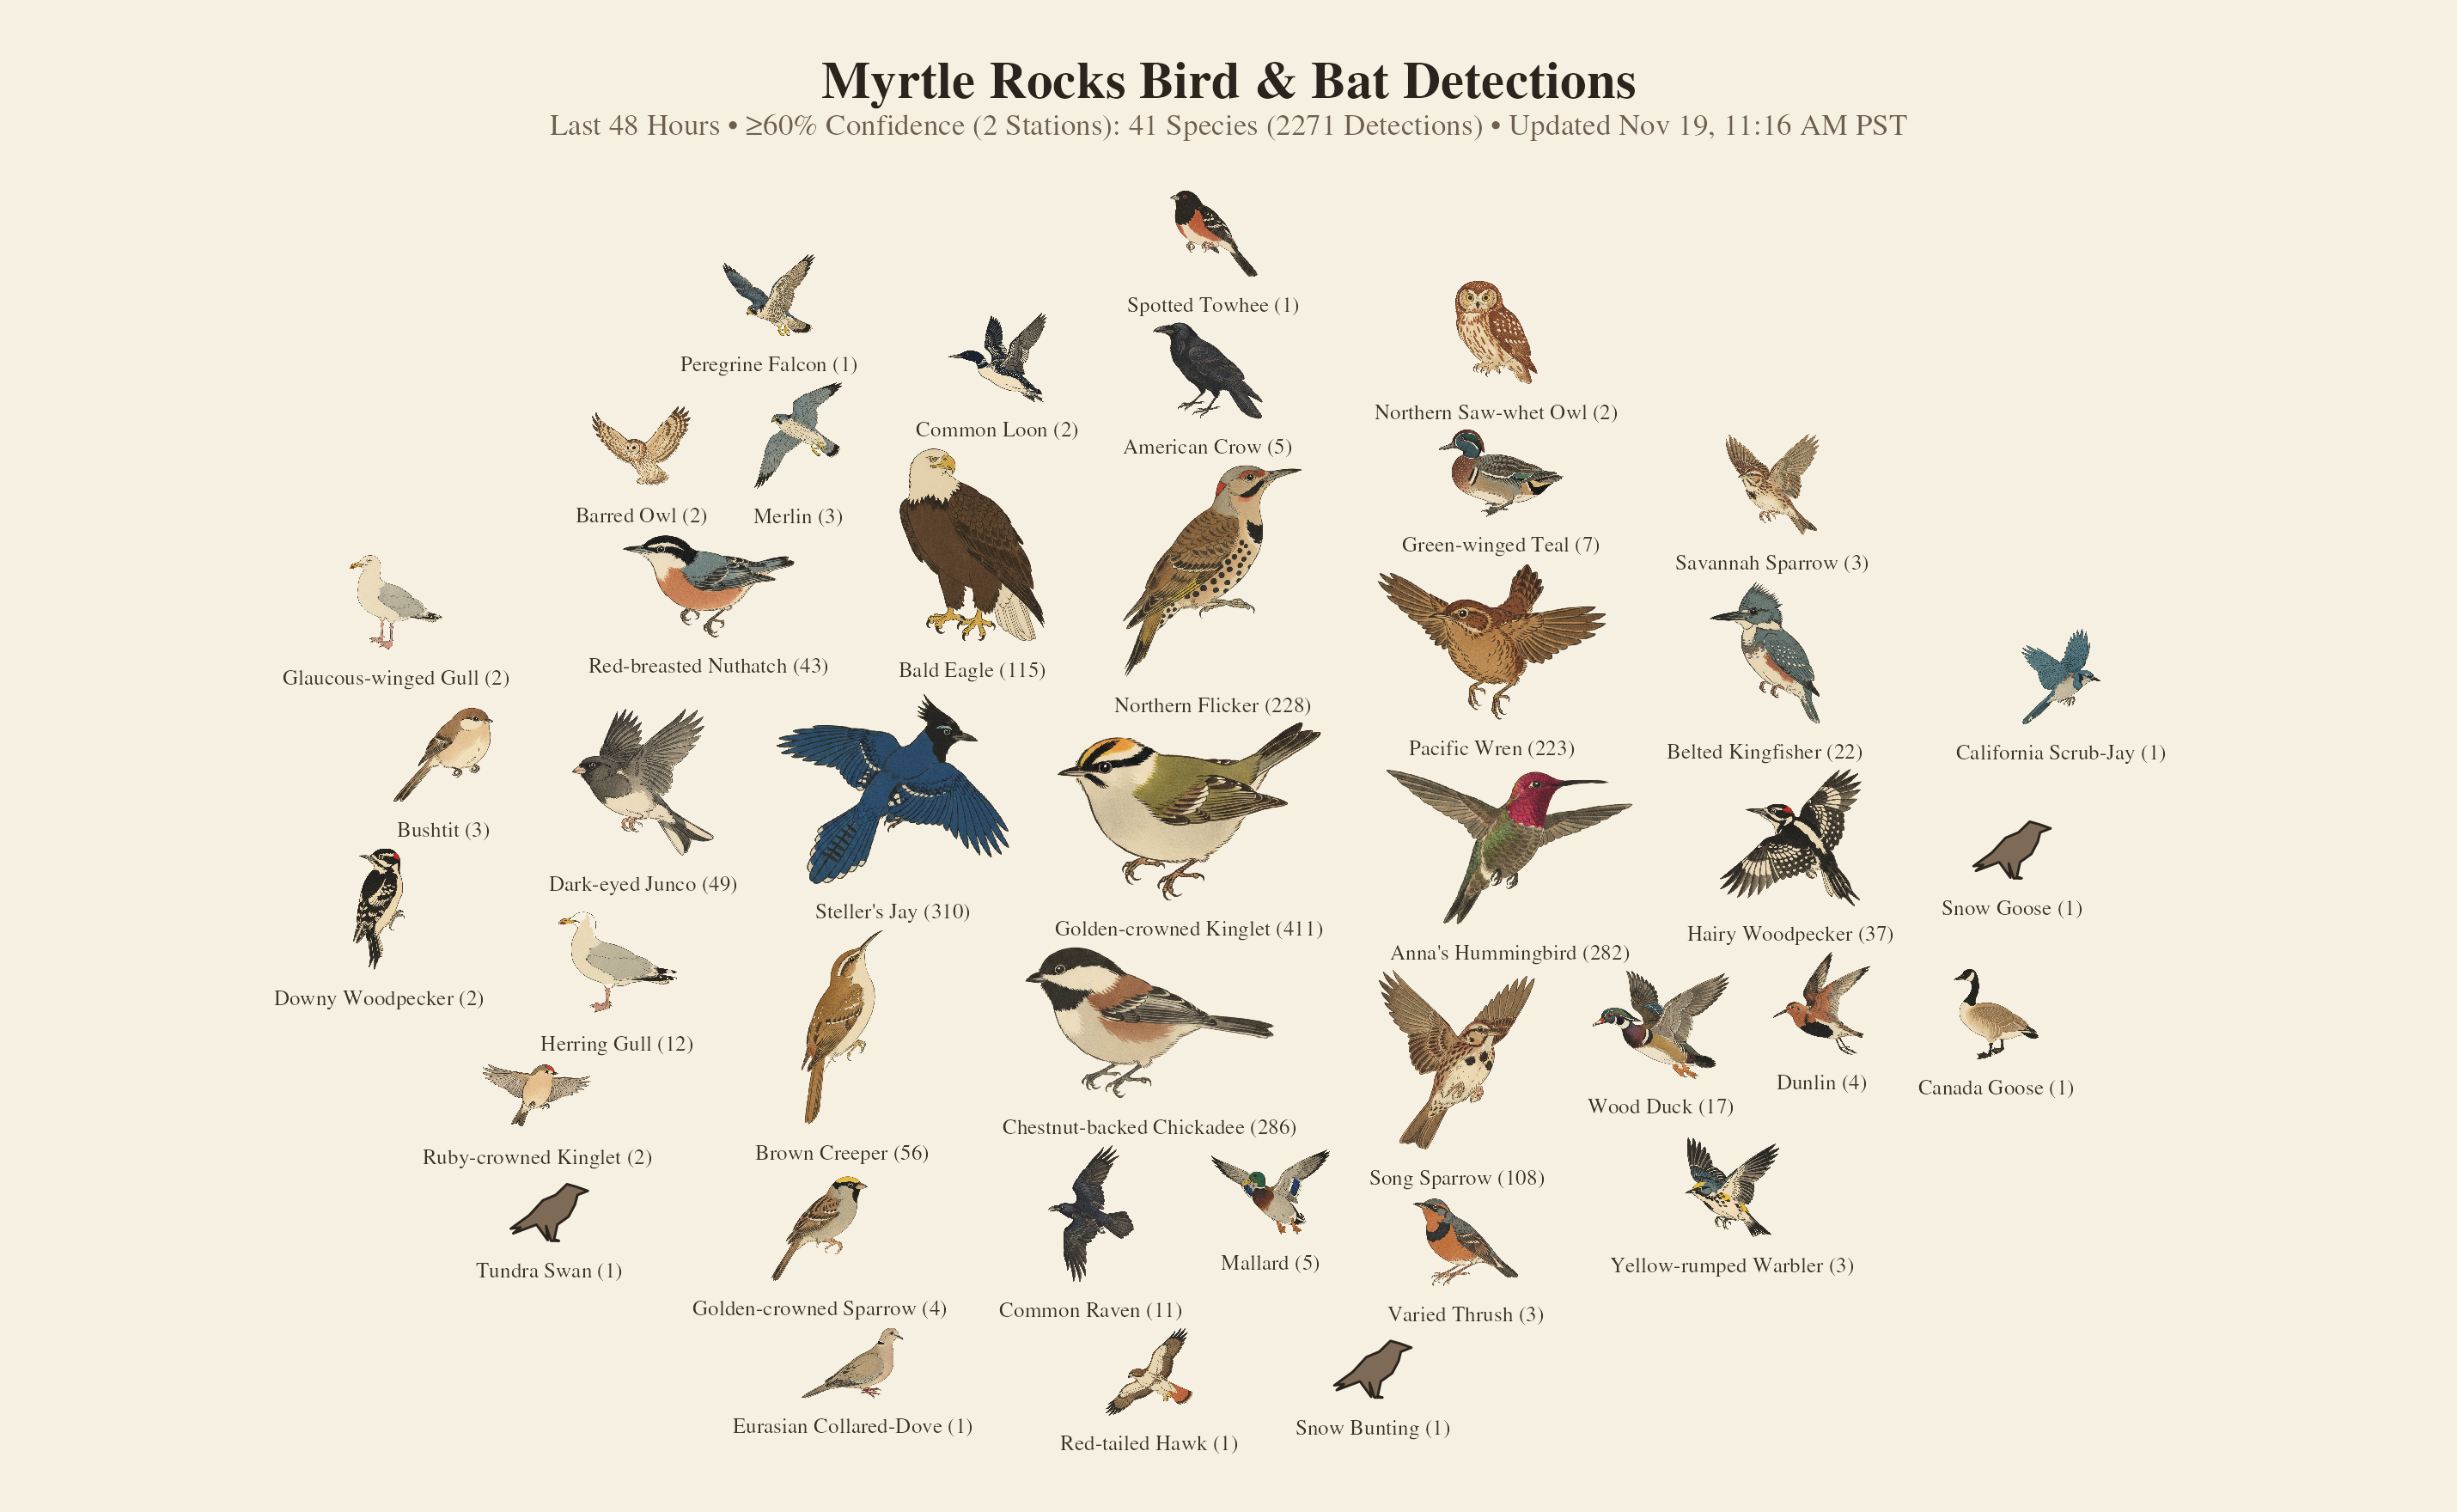 Myrtle Rocks Bird & Bat Detections
Last 48 Hours • ≥60% Confidence (2 Stations): 41 Species (2271 Detections) • Updated Nov 19, 11:16 AM PST
Spotted Towhee (1)
Peregrine Falcon (1)
Northern Saw-whet Owl (2)
Common Loon (2)
American Crow (5)
Barred Owl (2)
Merlin (3)
Green-winged Teal (7)
Savannah Sparrow (3)
Glaucous-winged Gull (2)
Red-breasted Nuthatch (43)
Bald Eagle (115)
Northern Flicker (228)
Pacific Wren (223)
Belted Kingfisher (22)
California Scrub-Jay (1)
Bushtit (3)
Dark-eyed Junco (49)
Steller's Jay (310)
Golden-crowned Kinglet (411)
Anna's Hummingbird (282)
Hairy Woodpecker (37)
Snow Goose (1)
Downy Woodpecker (2)
Herring Gull (12)
Wood Duck (17)
Dunlin (4)
Canada Goose (1)
Ruby-crowned Kinglet (2)
Brown Creeper (56)
Chestnut-backed Chickadee (286)
Song Sparrow (108)
Tundra Swan (1)
Golden-crowned Sparrow (4)
Common Raven (11)
Mallard (5)
Varied Thrush (3)
Yellow-rumped Warbler (3)
Eurasian Collared-Dove (1)
Red-tailed Hawk (1)
Snow Bunting (1)